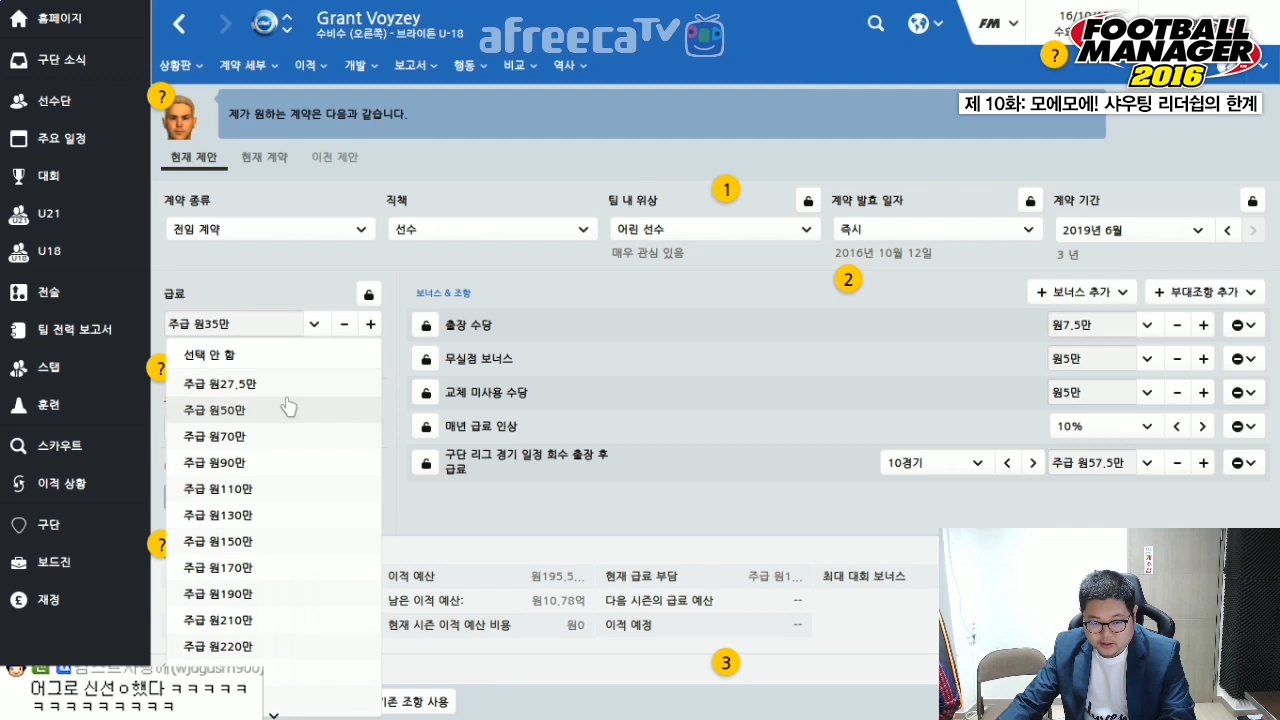 홈페이지
구단 소식
선수단
주요 일정
대회
U21
U18
전술
팀 전력 보고서
스탭
훈련
스카우트
이적 상황
구단
보드진
재정
Grant Voyzey
수비수 (오른쪽) - 브라이튼 U-18
afreecaTV
FM
16/10/
FOOTBALL
MANAGER
2016
제 10화: 모에모에! 샤우팅 리더쉽의 한계
상황판 계약 세부 이적 개발 보고서 행동 비교 역사
제가 원하는 계약은 다음과 같습니다.
현재 제안 현재 계약 이전 제안
1
계약 종류 직책 팀 내 위상 계약 발효 일자 계약 기간
전임 계약 선수 어린 선수 즉시 2019년 6월
매우 관심 있음 2016년 10월 12일 3 년
2
급료
주급 원35만
선택 안 함
주급 원27.5만
주급 원50만
주급 원70만
주급 원90만
주급 원110만
주급 원130만
주급 원150만
주급 원170만
주급 원190만
주급 원210만
주급 원220만
보너스 & 조항
+ 보너스 추가 + 부대조항 추가
출장 수당 원7.5만
무실점 보너스 원5만
교체 미사용 수당 원5만
매년 급료 인상 10%
구단 리그 경기 일정 회수 출장 후
급료 10경기 주급 원57.5만
이적 예산 원195,5... 현재 급료 부담 주급 원1... 최대 대회 보너스
남은 이적 예산: 원10,78억 다음 시즌의 급료 예산 --
현재 시즌 이적 예산 비용 원0 이적 예정 --
3
조항 사용
어그로 신선ㅇ했다 ㅋㅋㅋㅋㅋ
ㅋㅋㅋㅋㅋㅋㅋㅋㅋ